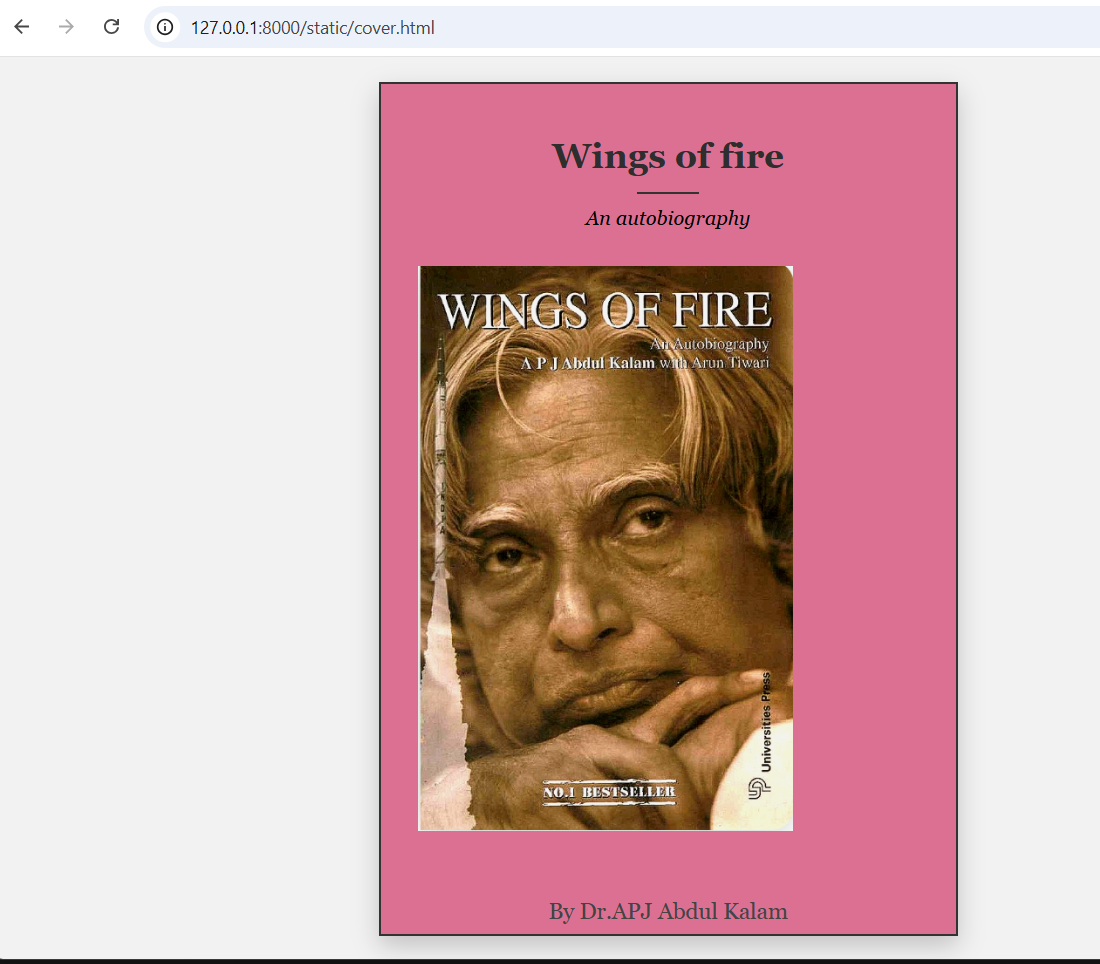 127.0.0.1:8000/static/cover.html
Wings of fire
An autobiography
WINGS OF FIRE
An Autobiography
A P J Abdul Kalam with Arun Tiwari
Universities Press
NO.1 BESTSELLER
By Dr.APJ Abdul Kalam